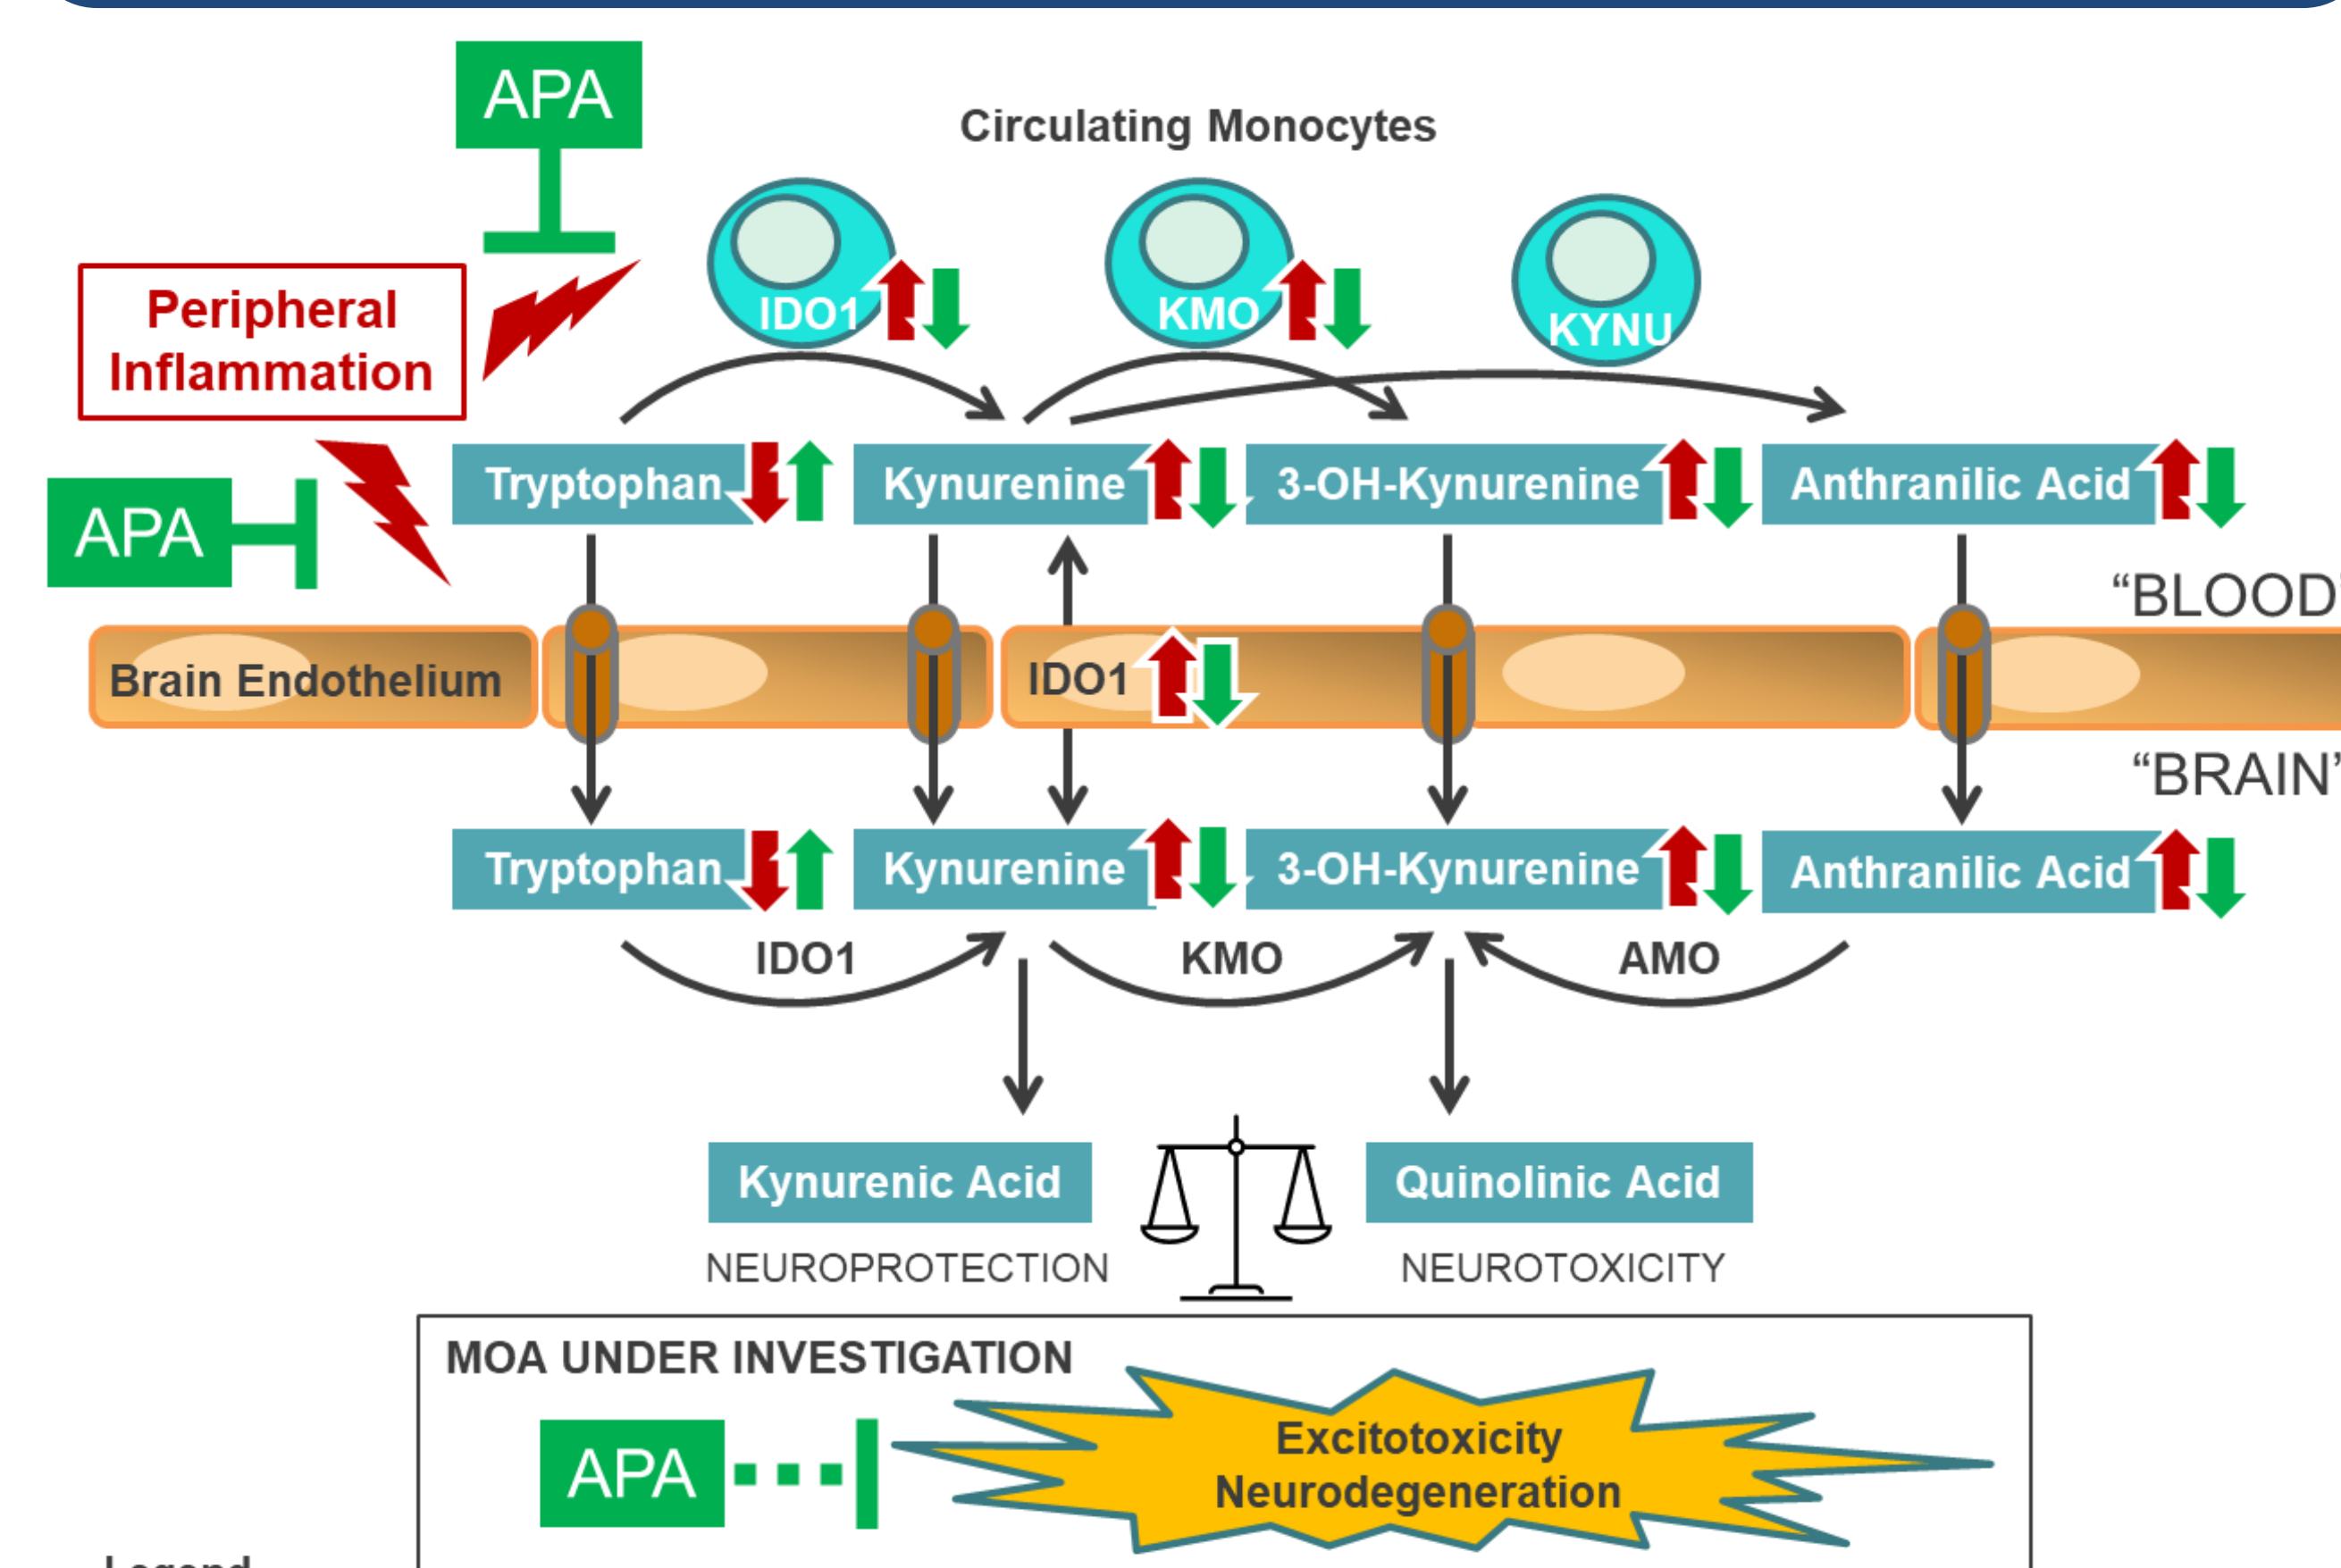 APA
Circulating Monocytes
IDO1
KMO
KYNU
Peripheral
Inflammation
Tryptophan
Kynurenine
3-OH-Kynurenine
Anthranilic Acid
APA
“BLOOD”
Brain Endothelium
IDO1
“BRAIN”
Tryptophan
Kynurenine
3-OH-Kynurenine
Anthranilic Acid
IDO1
KMO
AMO
Kynurenic Acid
Quinolinic Acid
NEUROPROTECTION
NEUROTOXICITY
MOA UNDER INVESTIGATION
APA
Excitotoxicity
Neurodegeneration
Legend